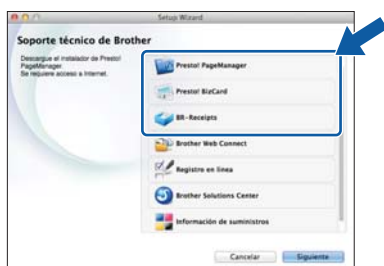 Setup Wizard
Soporte técnico de Brother
Descargue el instalador de Presto!
PageManager.
Se requiere acceso a Internet.
Presto! PageManager
Presto! BizCard
BR-Receipts
Brother Web Connect
Registro en línea
Brother Solutions Center
Información de suministros
Cancelar
Siguiente